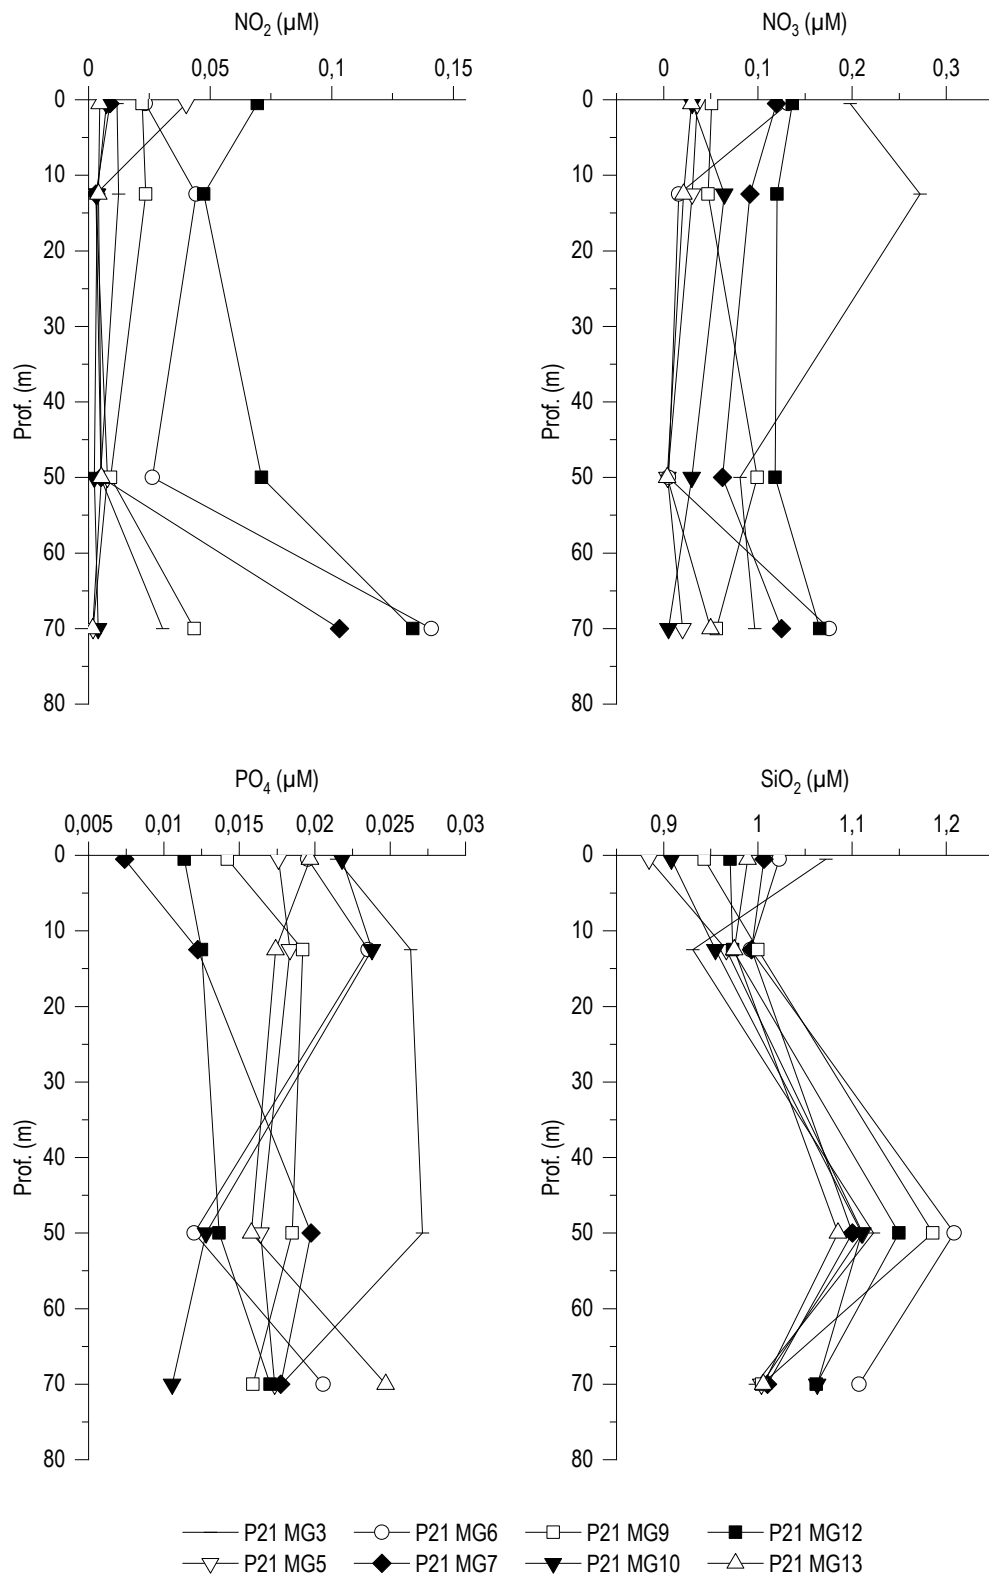 NO2 (µM)
NO3 (µM)
0 0,05 0,1 0,15
0 0,1 0,2 0,3
0
10
20
30
40
50
60
70
80
Prof. (m)
0
10
20
30
40
50
60
70
80
Prof. (m)
PO4 (µM)
SiO2 (µM)
0,005 0,01 0,015 0,02 0,025 0,03
0,9 1 1,1 1,2
0
10
20
30
40
50
60
70
80
Prof. (m)
0
10
20
30
40
50
60
70
80
Prof. (m)
P21 MG3 P21 MG6 P21 MG9 P21 MG12
P21 MG5 P21 MG7 P21 MG10 P21 MG13